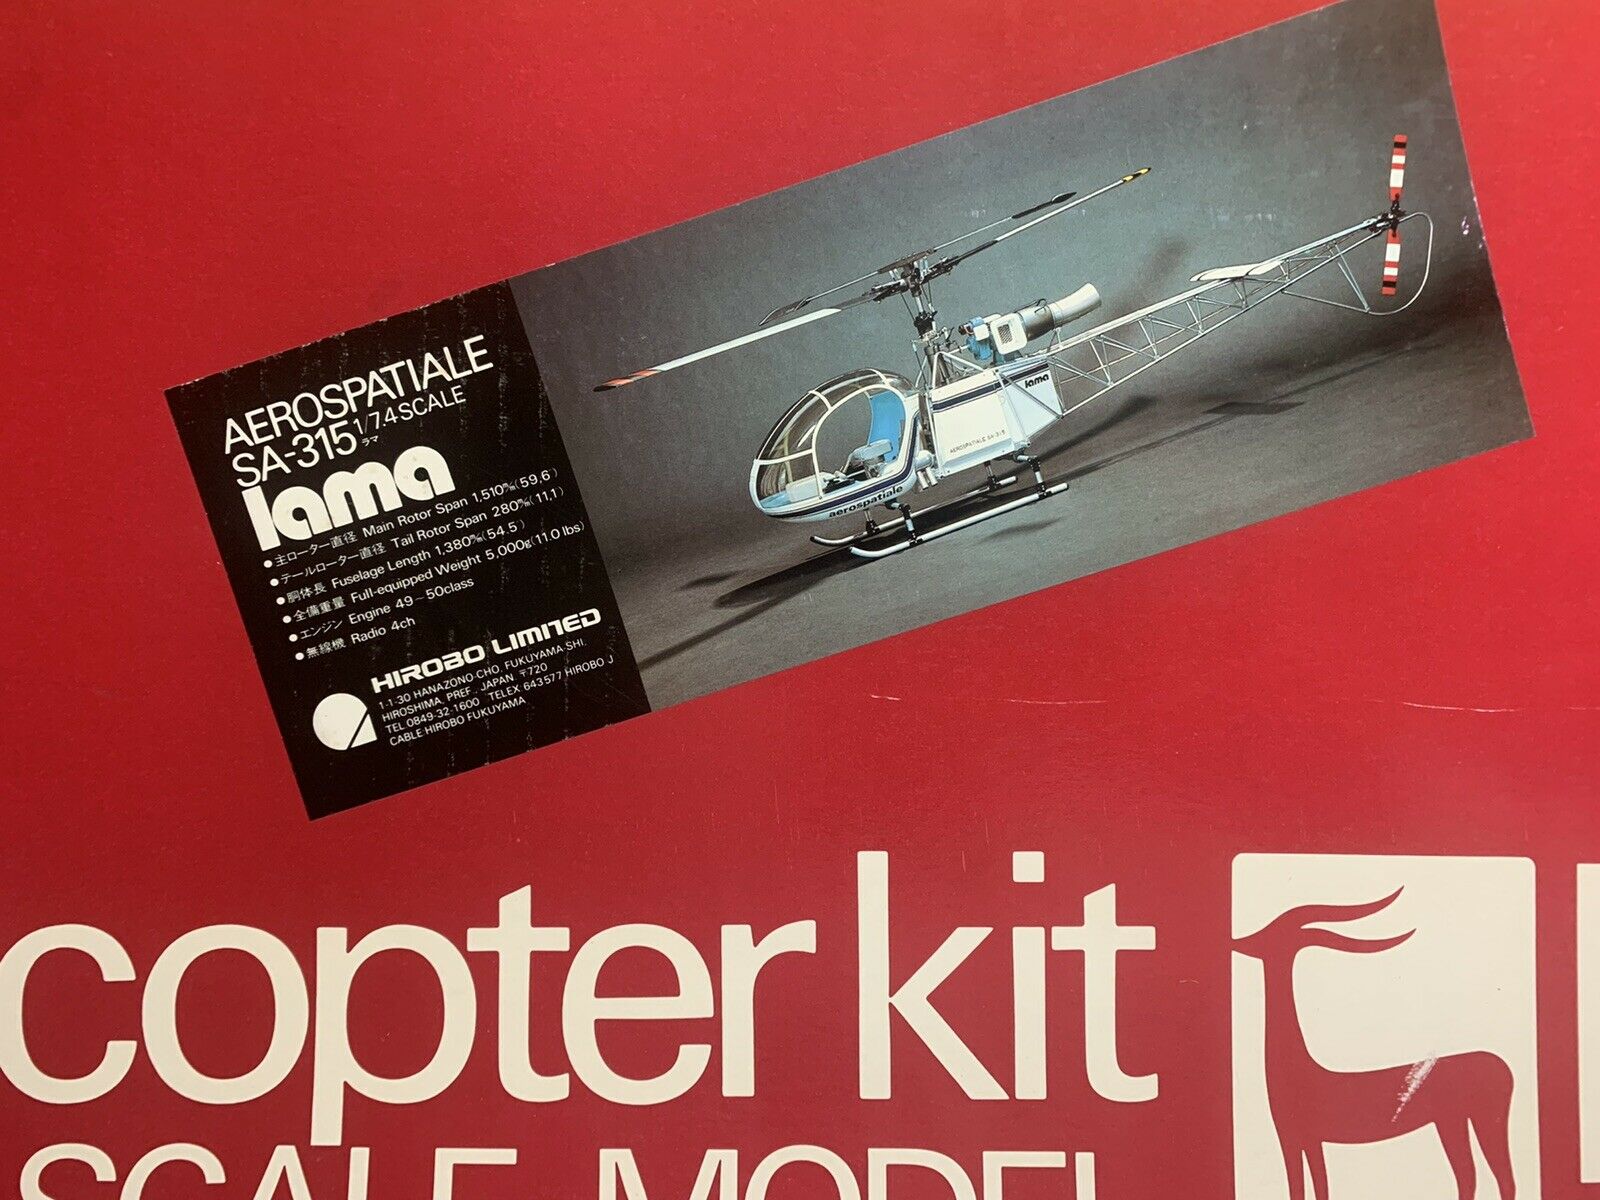 AEROSPATIALE
SA-315 1/7.4 SCALE
ラマ
lama
●主ローター直径 Main Rotor Span 1,510㎜(59.6")
●テールローター直径 Tail Rotor Span 280㎜(11.1)
●胴体長 Fuselage Length 1,380㎜(54.5")
●全備重量 Full-equipped Weight 5,000g(11.0 lbs)
●エンジン Engine 49~50class
●無線機 Radio 4ch
HIROBO LIMITED
1-1-30 HANAZONO-CHO, FUKUYAMA-SHI,
HIROSHIMA, PREF., JAPAN 〒720
TEL 0849-32-1600 TELEX 643577 HIROBO J
CABLE HIROBO FUKUYAMA
lama
AEROSPATIALE SA-315
aerospatiale
copter kit
SCALE MODEL